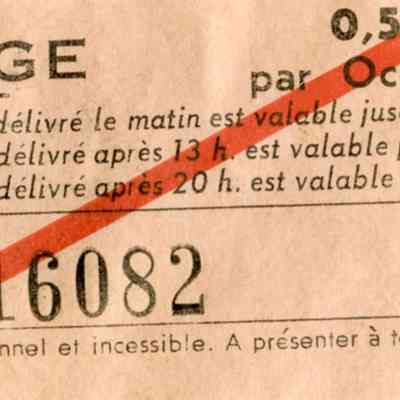 0,5
GE
par Oc
délivré le matin est valable jus
délivré après 13 h. est valable
délivré après 20 h. est valable
16082
nnel et incessible. A présenter à t